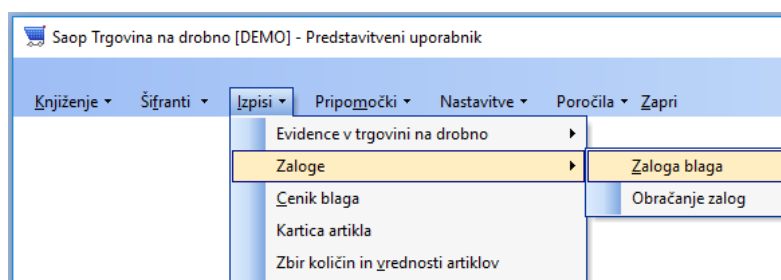 Saop Trgovina na drobno [DEMO] - Predstavitveni uporabnik
Knjiženje Šifranti Izpisi Pripomočki Nastavitve Poročila Zapri
Evidence v trgovini na drobno
Zaloge Zaloga blaga
Cenik blaga Obračanje zalog
Kartica artikla
Zbir količin in vrednosti artiklov